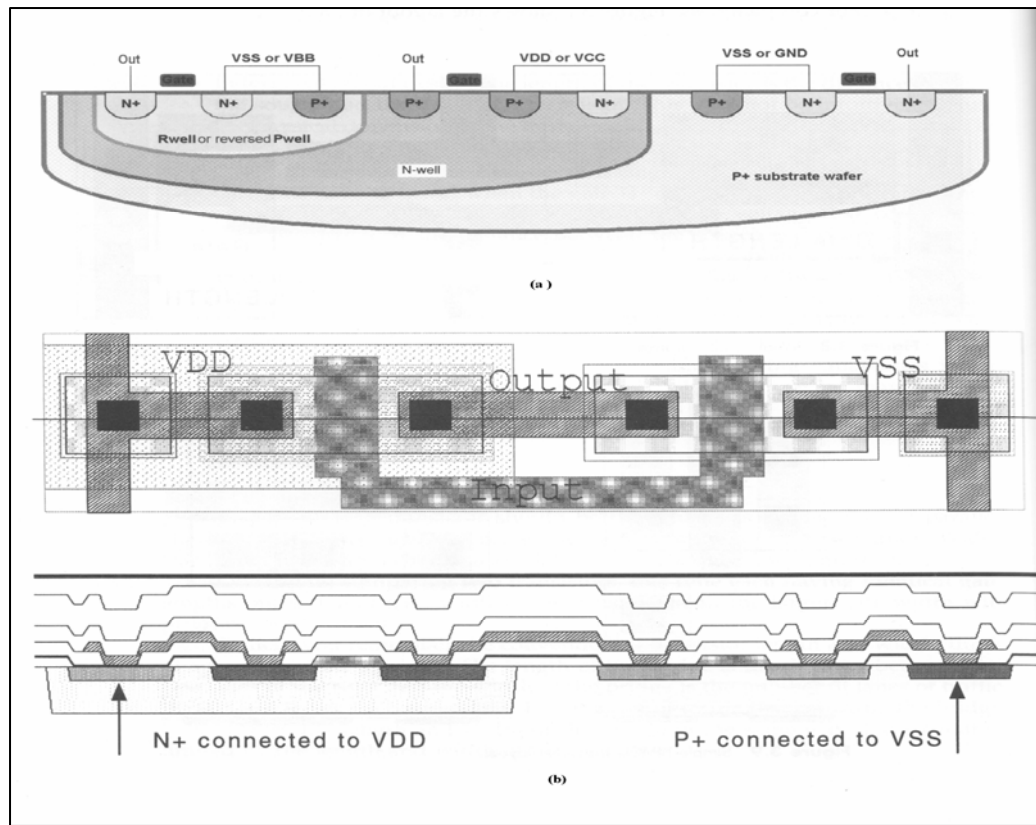 Out VSS or VBB Out VDD or VCC VSS or GND Out
Gate Gate Gate
N+ N+ P+ P+ P+ N+ P+ N+ N+
Rwell or reversed Pwell
N-well
P+ substrate wafer
(a )
VDD
Output
VSS
Input
N+ connected to VDD
P+ connected to VSS
(b)